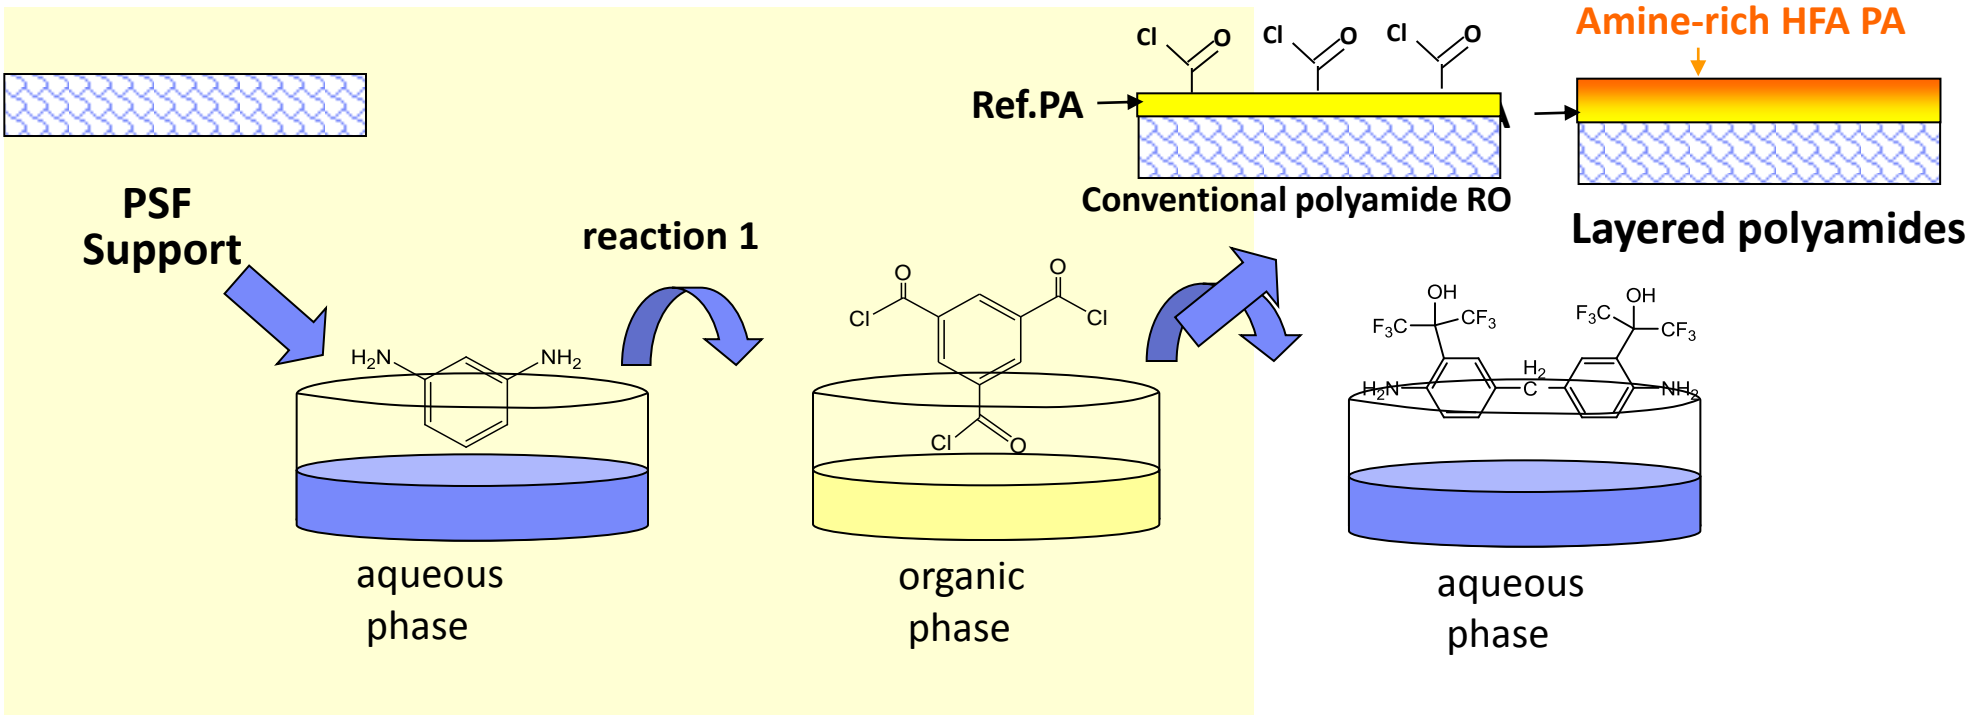 Amine-rich HFA PA
Cl
O
Cl
O
Cl
O
Ref.PA
A
Conventional polyamide RO
Layered polyamides
PSF
Support
reaction 1
H₂N
NH₂
O
Cl
O
Cl
Cl
O
OH
F₃C
CF₃
OH
F₃C
CF₃
H₂N
H₂
C
NH₂
aqueous
phase
organic
phase
aqueous
phase